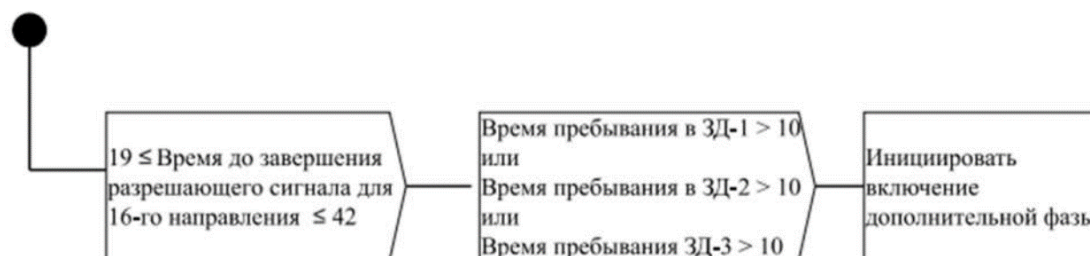 19 ≤ Время до завершения
разрешающего сигнала для
16-го направления ≤ 42
Время пребывания в ЗД-1 > 10
или
Время пребывания в ЗД-2 > 10
или
Время пребывания ЗД-3 > 10
Инициировать
включение
дополнительной фазы